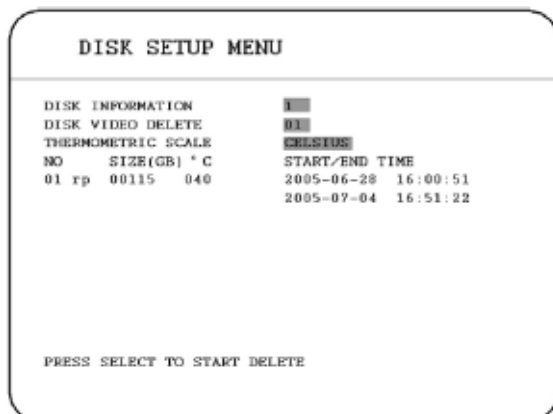 DISK SETUP MENU
DISK INFORMATION 1
DISK VIDEO DELETE 01
THERMOMETRIC SCALE CELSIUS
NO SIZE(GB) °C START/END TIME
01 rp 00115 040 2005-06-28 16:00:51
2005-07-04 16:51:22
PRESS SELECT TO START DELETE